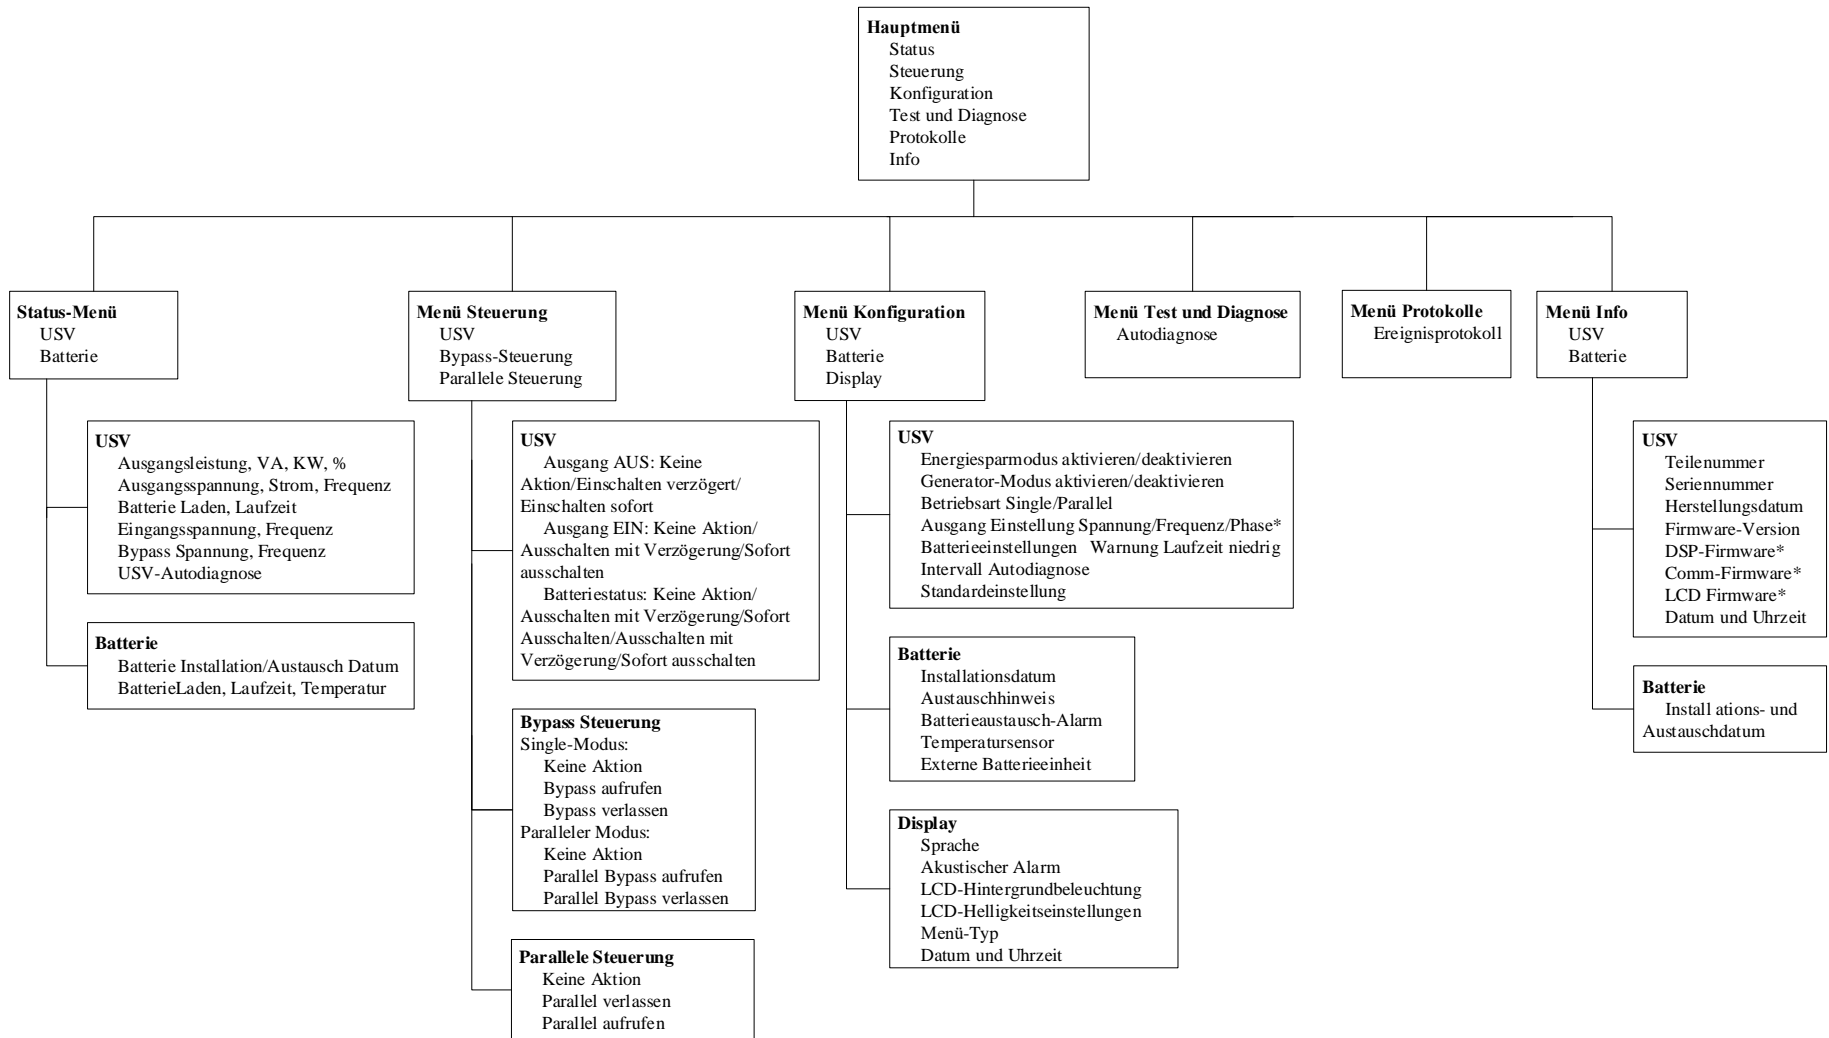 Hauptmenü
Status
Steuerung
Konfiguration
Test und Diagnose
Protokolle
Info
Status-Menü
USV
Batterie
USV
Ausgangsleistung, VA, KW, %
Ausgangsspannung, Strom, Frequenz
Batterie Laden, Laufzeit
Eingangsspannung, Frequenz
Bypass Spannung, Frequenz
USV-Autodiagnose
Batterie
Batterie Installation/Austausch Datum
BatterieLaden, Laufzeit, Temperatur
Menü Steuerung
USV
Bypass-Steuerung
Parallele Steuerung
USV
Ausgang AUS: Keine
Aktion/Einschalten verzögert/
Einschalten sofort
Ausgang EIN: Keine Aktion/
Ausschalten mit Verzögerung/Sofort
ausschalten
Batteriestatus: Keine Aktion/
Ausschalten mit Verzögerung/Sofort
Ausschalten/Ausschalten mit
Verzögerung/Sofort ausschalten
Bypass Steuerung
Single-Modus:
Keine Aktion
Bypass aufrufen
Bypass verlassen
Paralleler Modus:
Keine Aktion
Parallel Bypass aufrufen
Parallel Bypass verlassen
Parallele Steuerung
Keine Aktion
Parallel verlassen
Parallel aufrufen
Menü Konfiguration
USV
Batterie
Display
USV
Energiesparmodus aktivieren/deaktivieren
Generator-Modus aktivieren/deaktivieren
Betriebsart Single/Parallel
Ausgang Einstellung Spannung/Frequenz/Phase*
Batterieeinstellungen Warnung Laufzeit niedrig
Intervall Autodiagnose
Standardeinstellung
Batterie
Installationsdatum
Austauschhinweis
Batterieaustausch-Alarm
Temperatursensor
Externe Batterieeinheit
Display
Sprache
Akustischer Alarm
LCD-Hintergrundbeleuchtung
LCD-Helligkeitseinstellungen
Menü-Typ
Datum und Uhrzeit
Menü Test und Diagnose
Autodiagnose
Menü Protokolle
Ereignisprotokoll
Menü Info
USV
Batterie
USV
Teilenummer
Seriennummer
Herstellungsdatum
Firmware-Version
DSP-Firmware*
Comm-Firmware*
LCD Firmware*
Datum und Uhrzeit
Batterie
Install ations- und
Austauschdatum